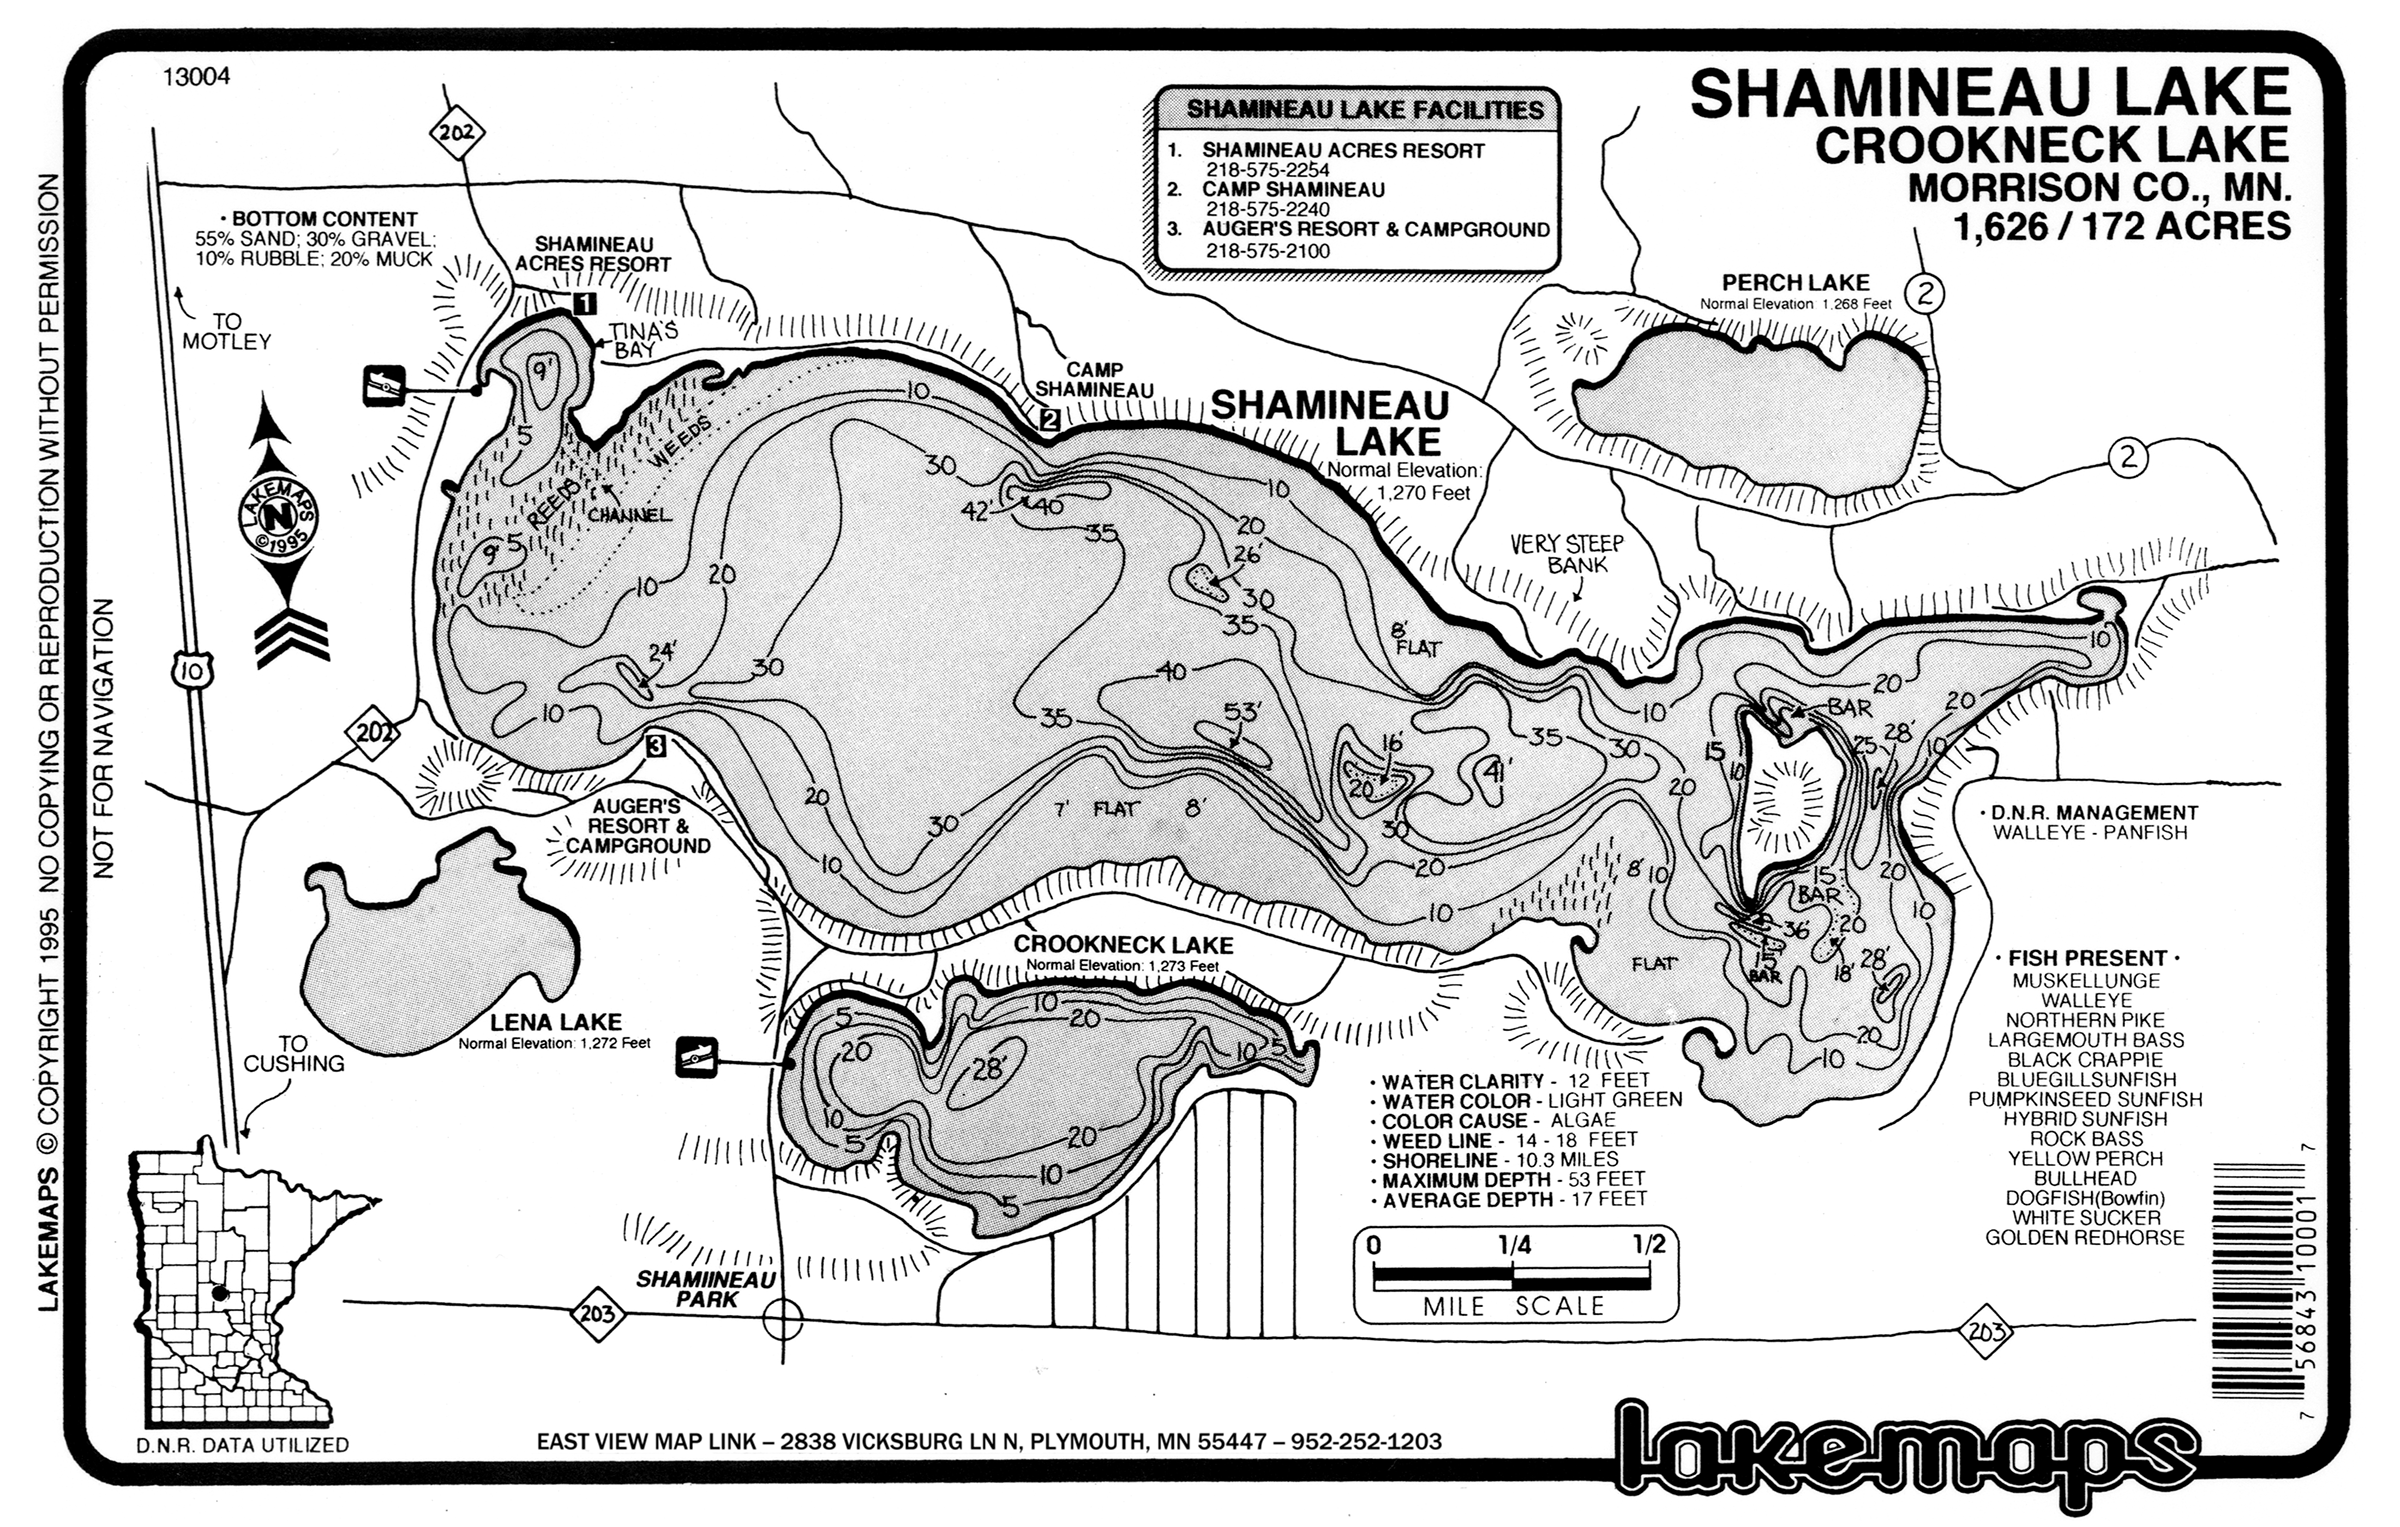 13004
SHAMINEAU LAKE
CROOKNECK LAKE
MORRISON CO., MN.
1,626 / 172 ACRES
SHAMINEAU LAKE FACILITIES
1. SHAMINEAU ACRES RESORT
218-575-2254
2. CAMP SHAMINEAU
218-575-2240
3. AUGER'S RESORT & CAMPGROUND
218-575-2100
202
• BOTTOM CONTENT
55% SAND; 30% GRAVEL;
10% RUBBLE; 20% MUCK
SHAMINEAU
ACRES RESORT
1
TINA'S
BAY
TO
MOTLEY
PERCH LAKE
Normal Elevation: 1,268 Feet
2
CAMP
SHAMINEAU
2
SHAMINEAU
LAKE
Normal Elevation:
1,270 Feet
2
9'
5
WEEDS
REEDS
CHANNEL
9' 5
10
30
42' 40
10
35
20
26'
30
35
VERY STEEP
BANK
10 20
8'
FLAT
LAKEMAPS
N
©1995
10
24'
30
10
40
35
53'
16'
20'
41'
35
30
30
10
20
20
20
10
BAR
15
10
25
28'
10
202
3
AUGER'S
RESORT &
CAMPGROUND
20
10
30
7' FLAT 8'
20
10
8'
10
15
BAR
20
10
36'
20
5
BAR
18'
28'
FLAT
20
10
• D.N.R. MANAGEMENT
WALLEYE - PANFISH
• FISH PRESENT •
MUSKELLUNGE
WALLEYE
NORTHERN PIKE
LARGEMOUTH BASS
BLACK CRAPPIE
BLUEGILLSUNFISH
PUMPKINSEED SUNFISH
HYBRID SUNFISH
ROCK BASS
YELLOW PERCH
BULLHEAD
DOGFISH(Bowfin)
WHITE SUCKER
GOLDEN REDHORSE
CROOKNECK LAKE
Normal Elevation: 1,273 Feet
5
10
20
20
28'
10 5
10
5
20
10
5
LENA LAKE
Normal Elevation: 1,272 Feet
TO
CUSHING
• WATER CLARITY - 12 FEET
• WATER COLOR - LIGHT GREEN
• COLOR CAUSE - ALGAE
• WEED LINE - 14 - 18 FEET
• SHORELINE - 10.3 MILES
• MAXIMUM DEPTH - 53 FEET
• AVERAGE DEPTH - 17 FEET
0 1/4 1/2
MILE SCALE
SHAMIINEAU
PARK
203
203
D.N.R. DATA UTILIZED
EAST VIEW MAP LINK – 2838 VICKSBURG LN N, PLYMOUTH, MN 55447 – 952-252-1203
lakemaps
7 56843 10001 7
LAKEMAPS © COPYRIGHT 1995 NO COPYING OR REPRODUCTION WITHOUT PERMISSION
NOT FOR NAVIGATION
10